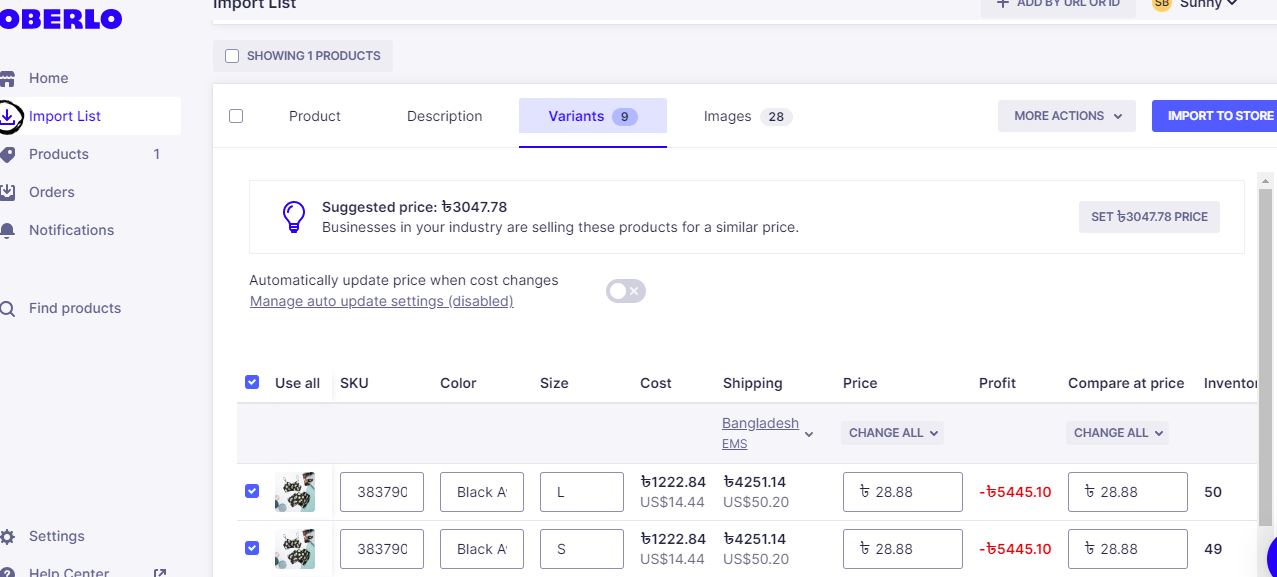 OBERLO
Import List
ADD BY URL OR ID
SB Sunny
SHOWING 1 PRODUCTS
Home
Import List
Products 1
Orders
Notifications
Find products
Settings
Help Center
Product Description Variants 9 Images 28 MORE ACTIONS IMPORT TO STORE
Suggested price: ৳3047.78
Businesses in your industry are selling these products for a similar price.
SET ৳3047.78 PRICE
Automatically update price when cost changes
Manage auto update settings (disabled)
Use all SKU Color Size Cost Shipping Price Profit Compare at price Inventor
Bangladesh CHANGE ALL CHANGE ALL
EMS
383790 Black A L ৳1222.84 ৳4251.14 ৳ 28.88 -৳5445.10 ৳ 28.88 50
US$14.44 US$50.20
383790 Black A S ৳1222.84 ৳4251.14 ৳ 28.88 -৳5445.10 ৳ 28.88 49
US$14.44 US$50.20